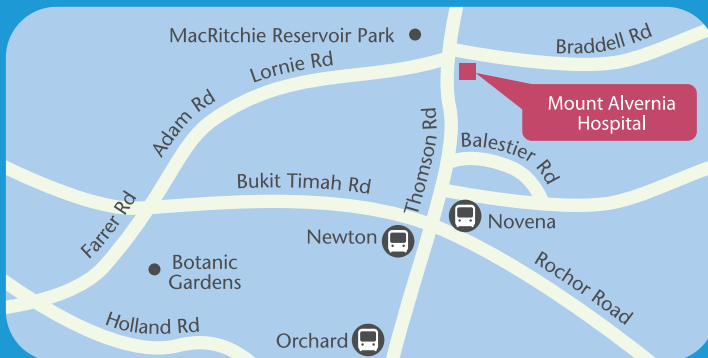 MacRitchie Reservoir Park
Braddell Rd
Lornie Rd
Mount Alvernia
Hospital
Adam Rd
Thomson Rd
Balestier Rd
Bukit Timah Rd
Farrer Rd
Novena
Newton
Botanic
Gardens
Rochor Road
Holland Rd
Orchard